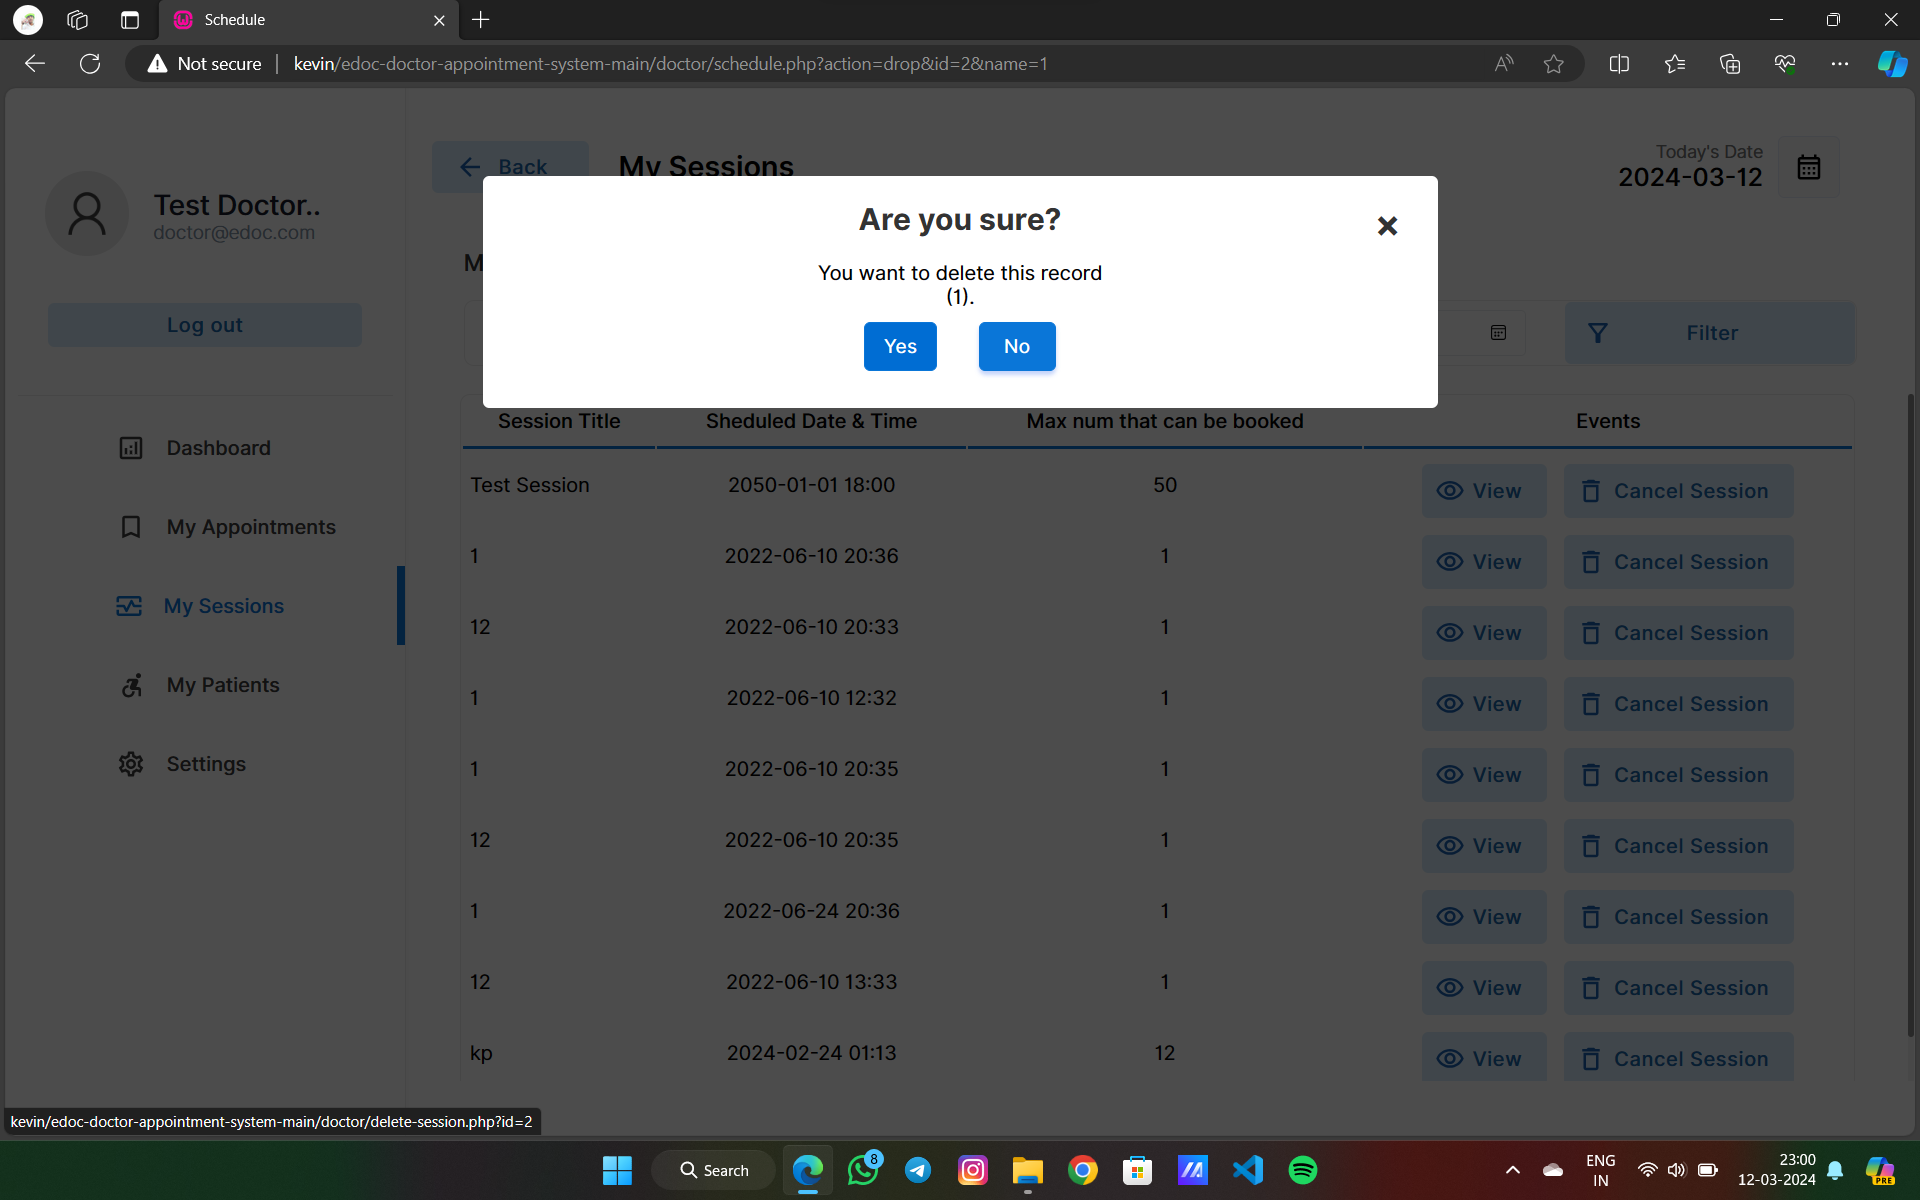 Schedule
Not secure
kevin/edoc-doctor-appointment-system-main/doctor/schedule.php?action=drop&id=2&name=1
Test Doctor..
doctor@edoc.com
Log out
Dashboard
My Appointments
My Sessions
My Patients
Settings
Back
My Sessions
Today's Date
2024-03-12
M
Are you sure?
You want to delete this record
(1).
Yes No
Filter
Session Title Sheduled Date & Time Max num that can be booked Events
Test Session 2050-01-01 18:00 50 View Cancel Session
1 2022-06-10 20:36 1 View Cancel Session
12 2022-06-10 20:33 1 View Cancel Session
1 2022-06-10 12:32 1 View Cancel Session
1 2022-06-10 20:35 1 View Cancel Session
12 2022-06-10 20:35 1 View Cancel Session
1 2022-06-24 20:36 1 View Cancel Session
12 2022-06-10 13:33 1 View Cancel Session
kp 2024-02-24 01:13 12 View Cancel Session
kevin/edoc-doctor-appointment-system-main/doctor/delete-session.php?id=2
Search
8
ENG
IN
23:00
12-03-2024
PRE